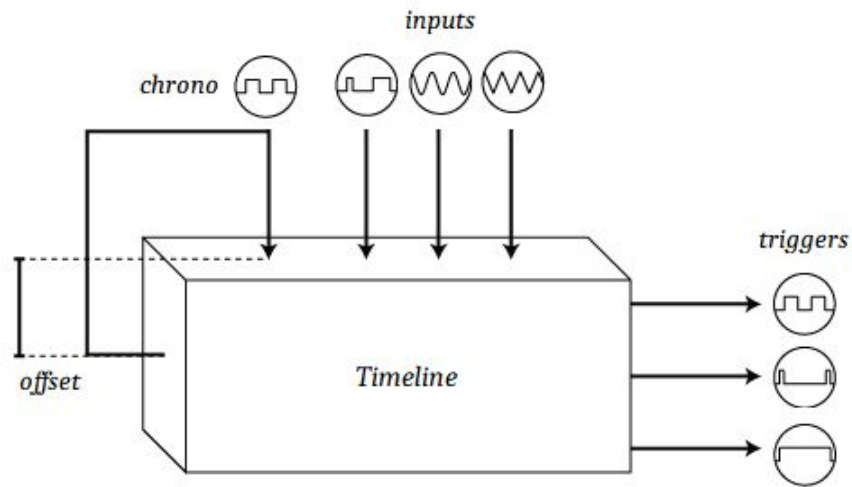 inputs
chrono
triggers
offset
Timeline